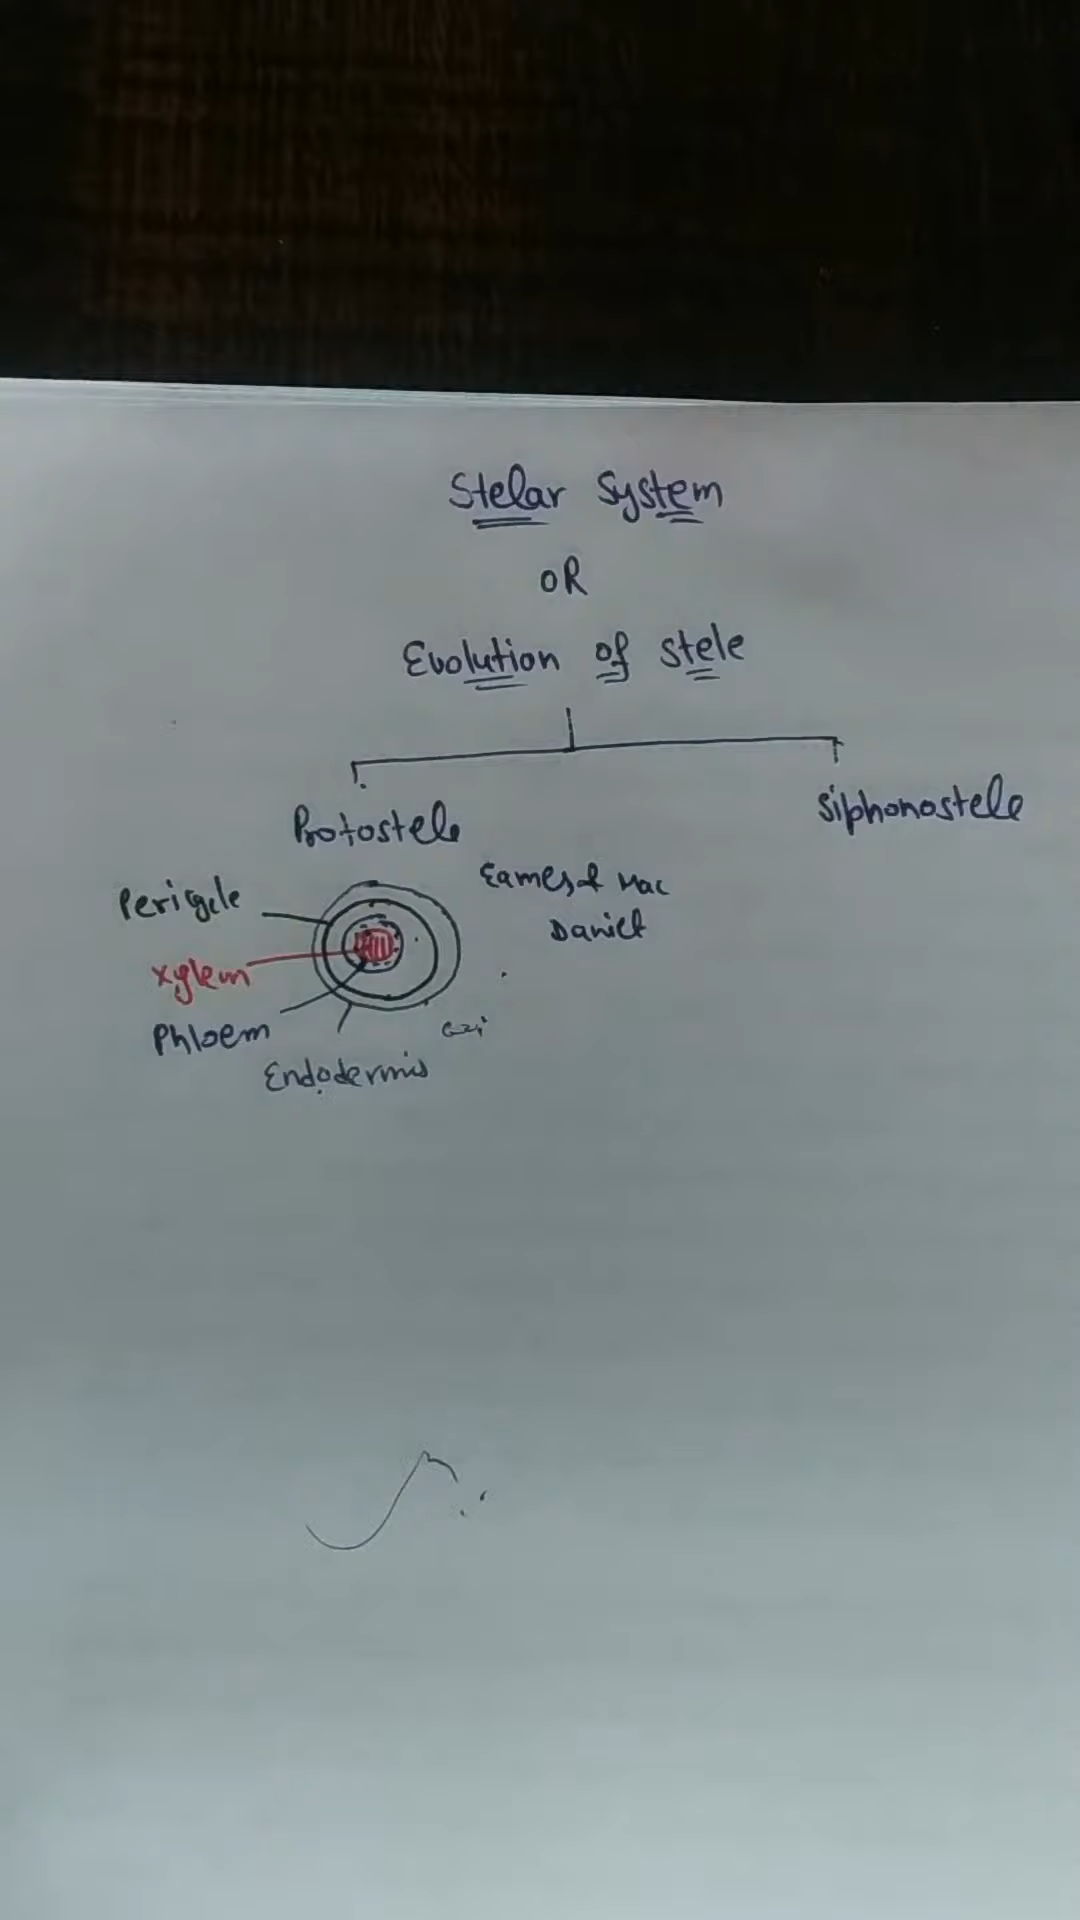 Stelar System
OR
Evolution of stele
Protostele
Siphonostele
Eames & Mac
Daniel
Pericycle
Xylem
Phloem
Endodermis